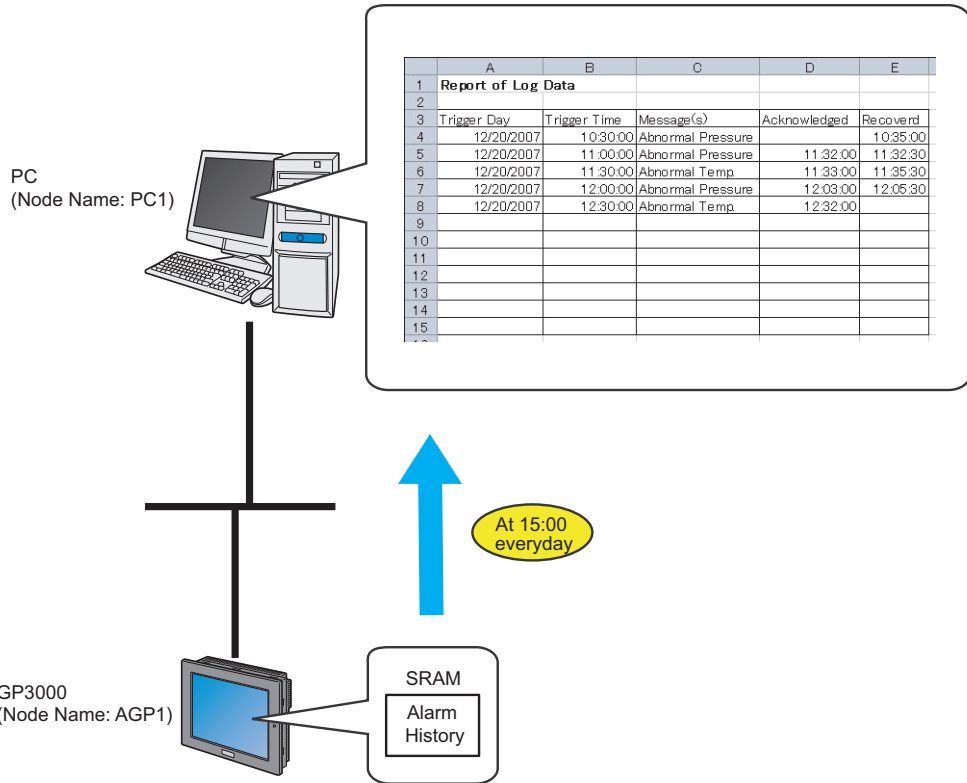 A B C D E
1 Report of Log Data
2
3 Trigger Day Trigger Time Message(s) Acknowledged Recoverd
4 12/20/2007 10:30:00 Abnormal Pressure 10:35:00
5 12/20/2007 11:00:00 Abnormal Pressure 11:32:00 11:32:30
6 12/20/2007 11:30:00 Abnormal Temp. 11:33:00 11:35:30
7 12/20/2007 12:00:00 Abnormal Pressure 12:03:00 12:05:30
8 12/20/2007 12:30:00 Abnormal Temp. 12:32:00
9
10
11
12
13
14
15
PC
(Node Name: PC1)
At 15:00
everyday
GP3000
(Node Name: AGP1)
SRAM
Alarm
History